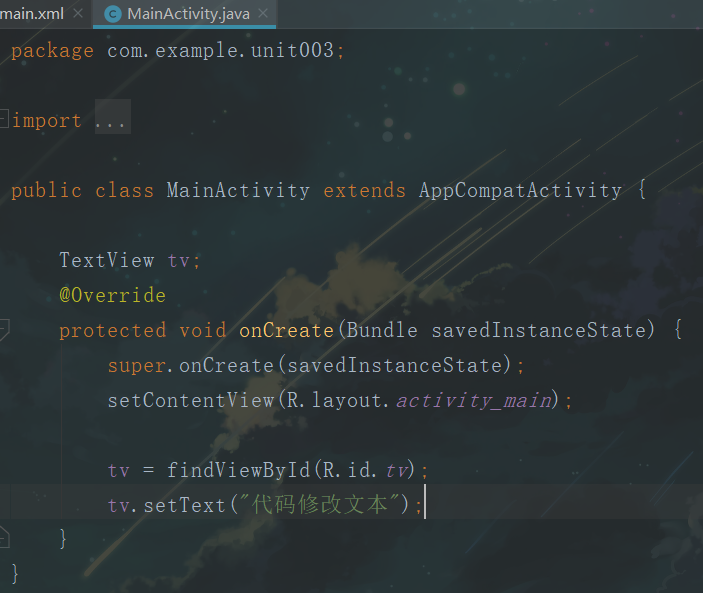 main.xml
MainActivity.java
package com.example.unit003;
import ...
public class MainActivity extends AppCompatActivity {
TextView tv;
@Override
protected void onCreate(Bundle savedInstanceState) {
super.onCreate(savedInstanceState);
setContentView(R.layout.activity_main);
tv = findViewById(R.id.tv);
tv.setText("代码修改文本");
}
}